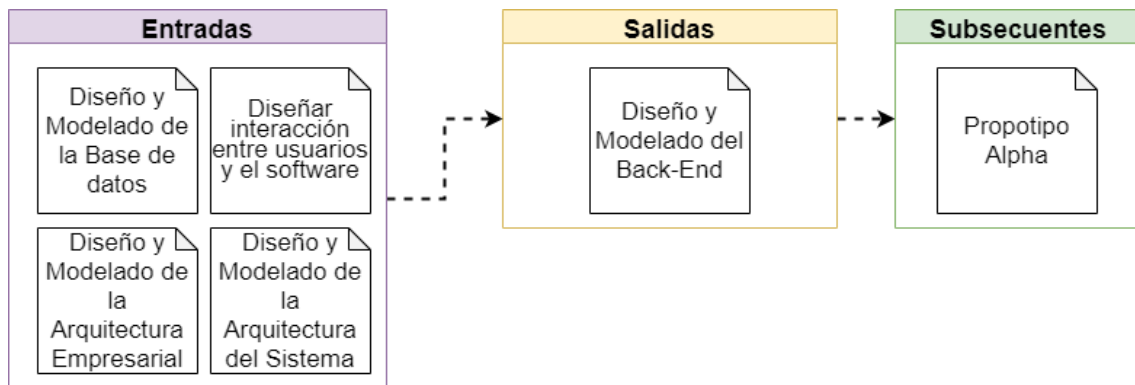 Entradas
Diseño y
Modelado de
la Base de
datos
Diseñar
interacción
entre usuarios
y el software
Diseño y
Modelado de
la
Arquitectura
Empresarial
Diseño y
Modelado de
la
Arquitectura
del Sistema
Salidas
Diseño y
Modelado del
Back-End
Subsecuentes
Propotipo
Alpha